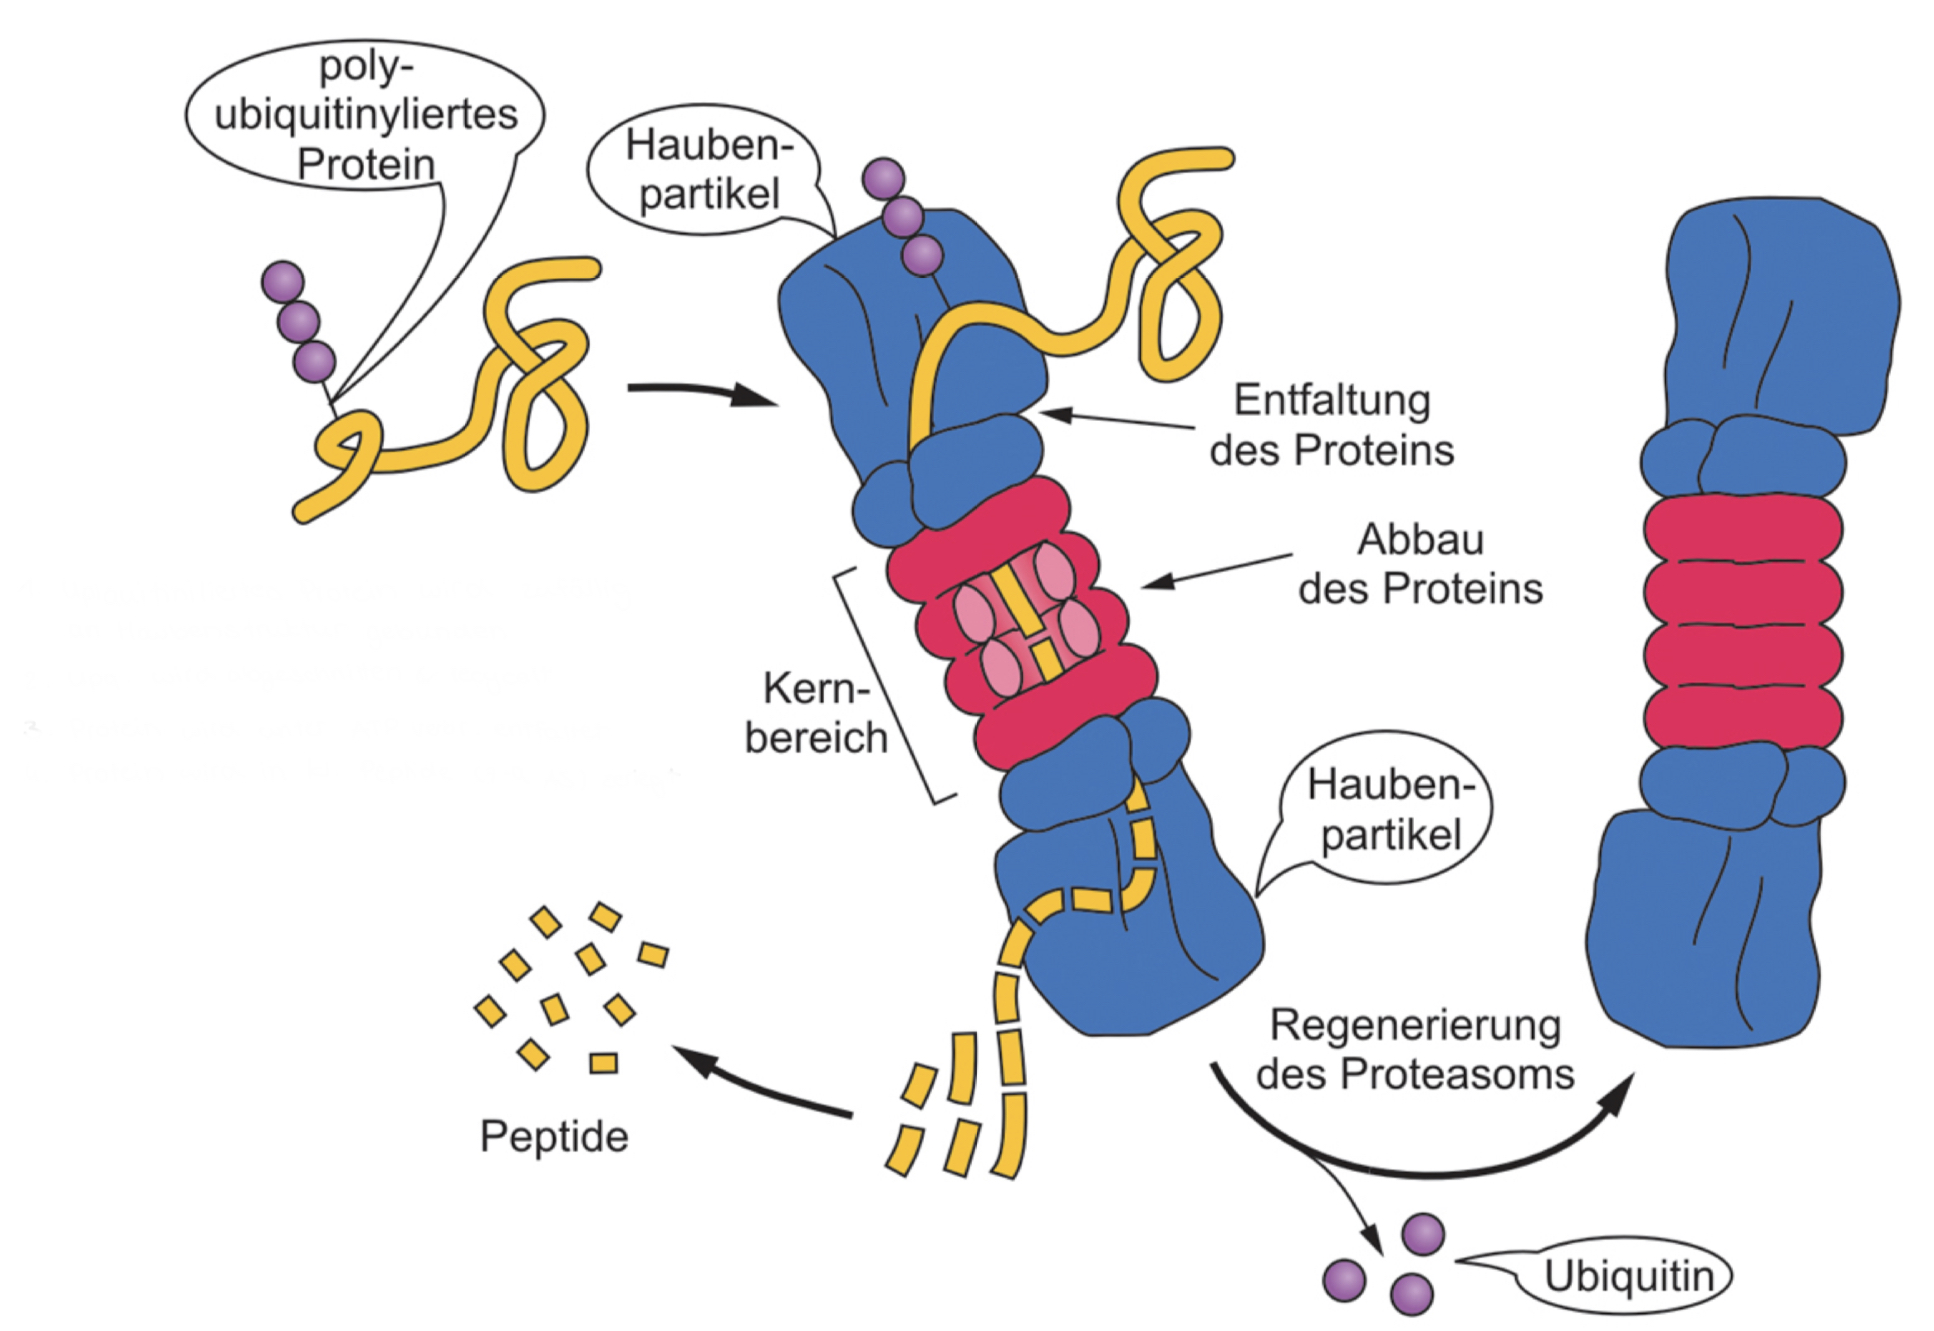 poly-
ubiquitinyliertes
Protein
Hauben-
partikel
Entfaltung
des Proteins
Abbau
des Proteins
Kern-
bereich
Hauben-
partikel
Regenerierung
des Proteasoms
Peptide
Ubiquitin